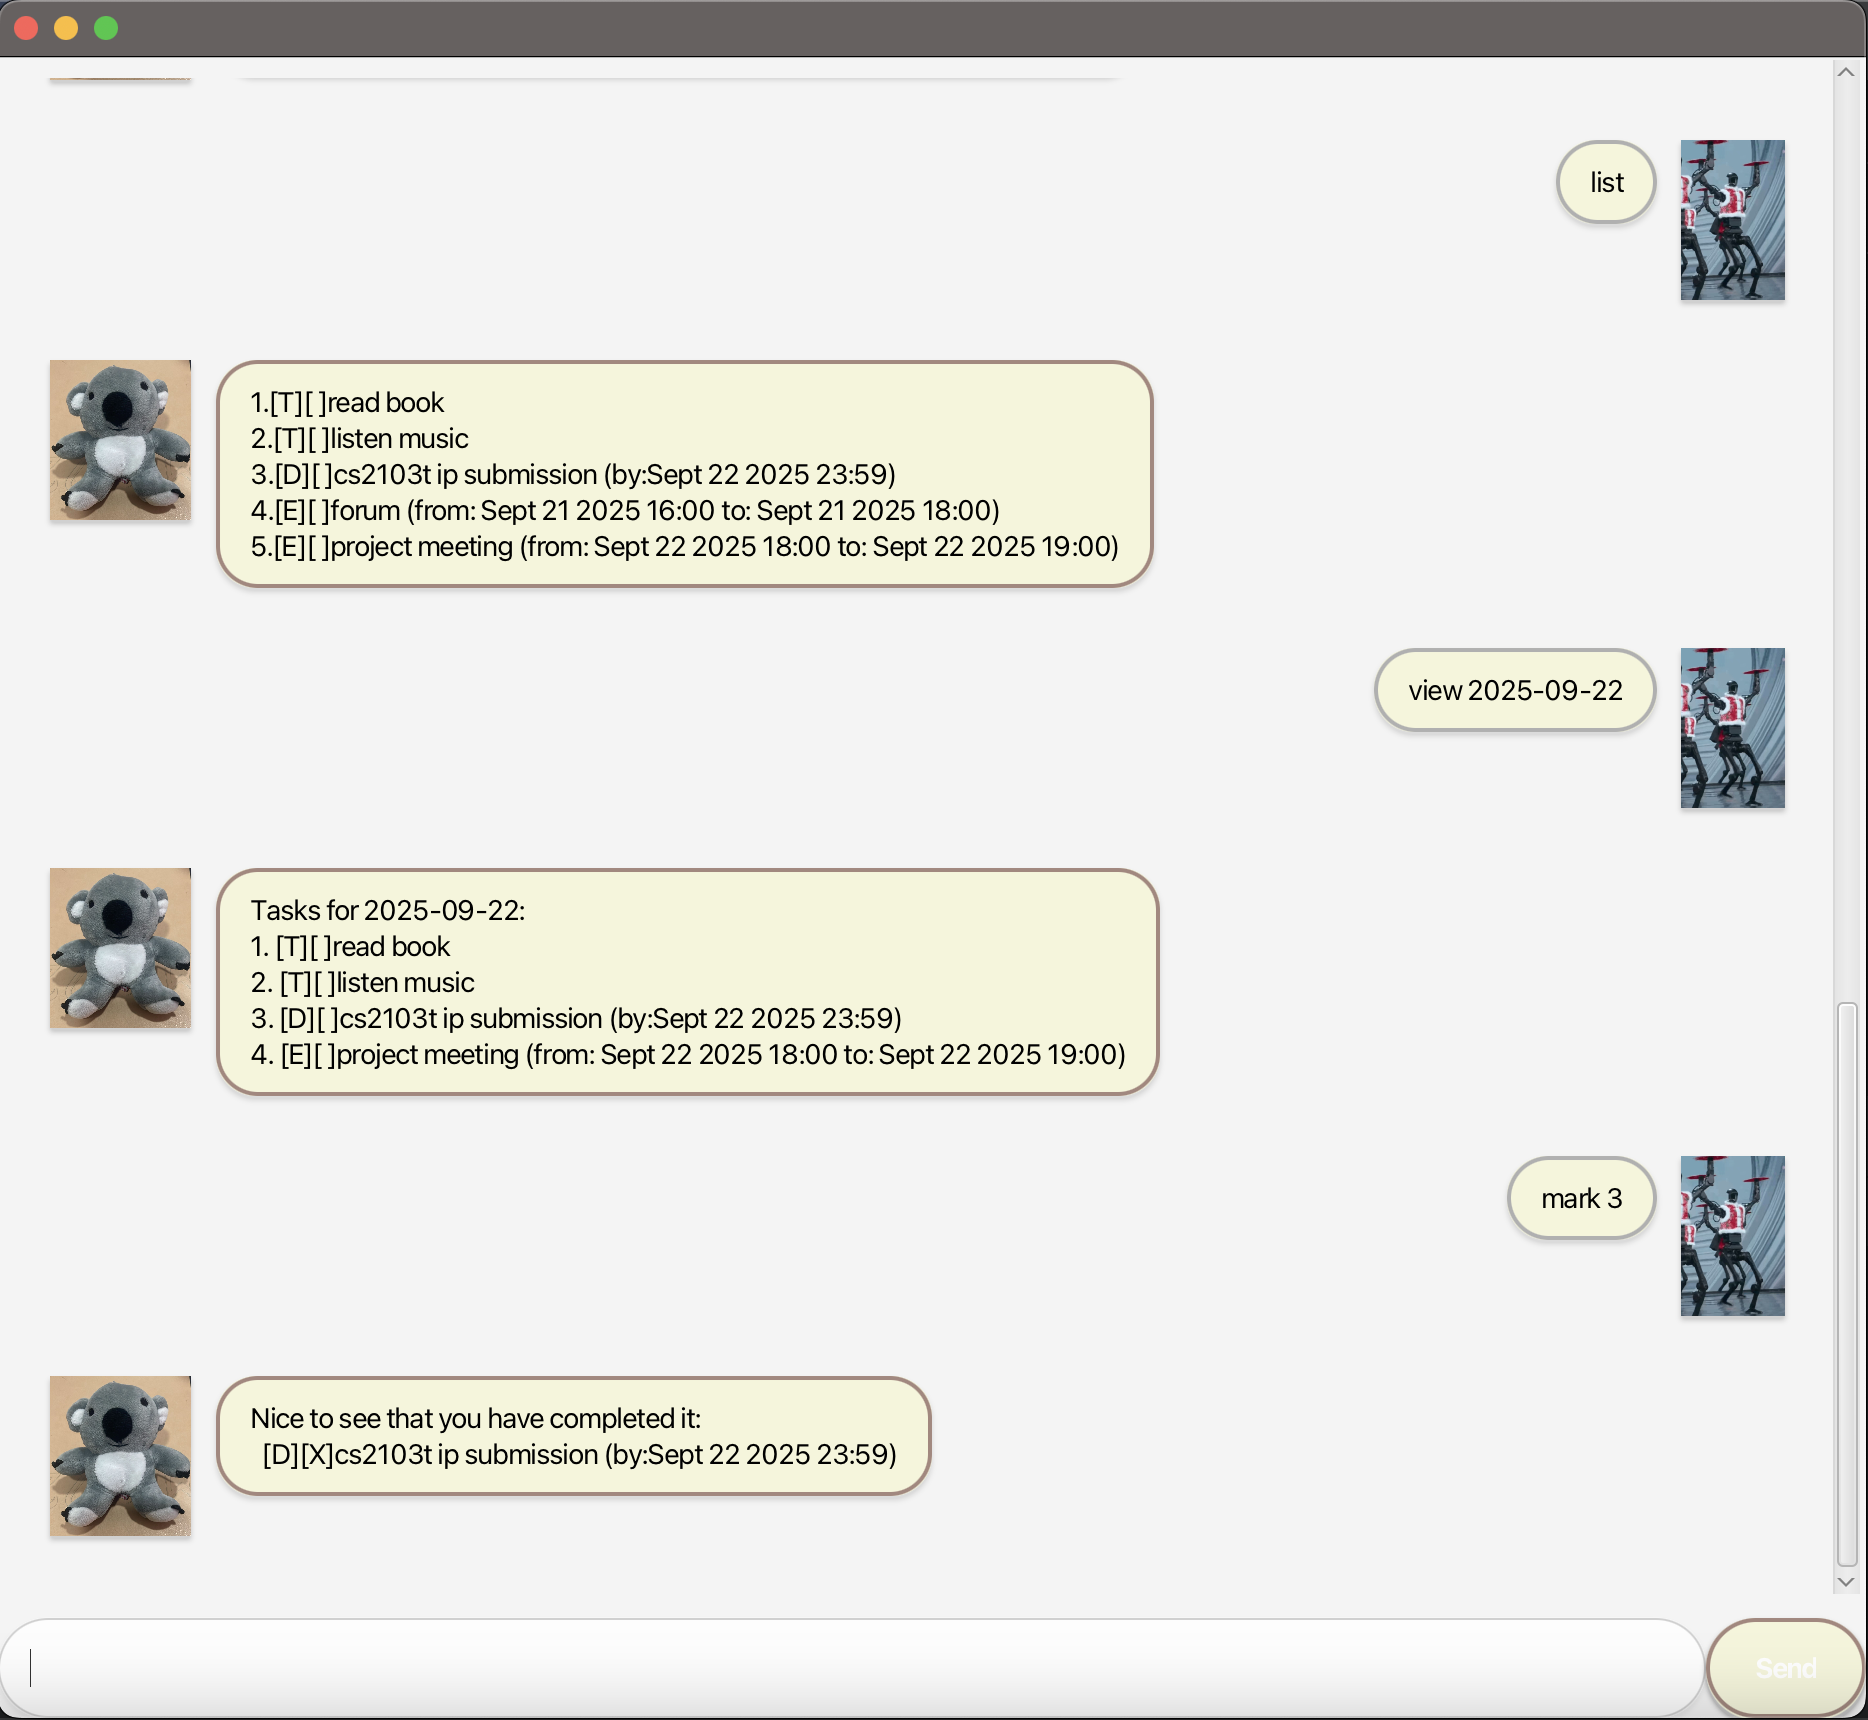 list
1.[T][ ]read book
2.[T][ ]listen music
3.[D][ ]cs2103t ip submission (by:Sept 22 2025 23:59)
4.[E][ ]forum (from: Sept 21 2025 16:00 to: Sept 21 2025 18:00)
5.[E][ ]project meeting (from: Sept 22 2025 18:00 to: Sept 22 2025 19:00)
view 2025-09-22
Tasks for 2025-09-22:
1. [T][ ]read book
2. [T][ ]listen music
3. [D][ ]cs2103t ip submission (by:Sept 22 2025 23:59)
4. [E][ ]project meeting (from: Sept 22 2025 18:00 to: Sept 22 2025 19:00)
mark 3
Nice to see that you have completed it:
  [D][X]cs2103t ip submission (by:Sept 22 2025 23:59)
Send